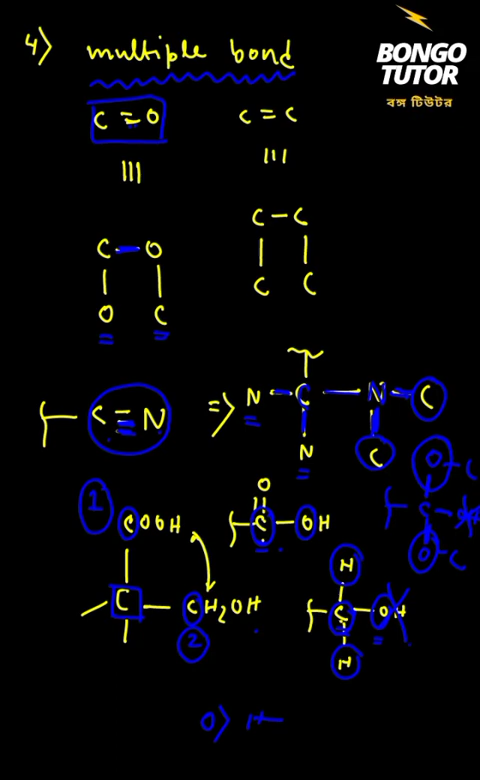 4) multiple bond
BONGO
TUTOR
বঙ্গ টিউটর
C=O C=C
|||  |||
C-O C-C
| | | |
O C C C
C≡N => N-C-N-C
N C
O
1 COOH C-OH O-C
C
O-C
H
C-CH2OH C-OH
2 H
0) H